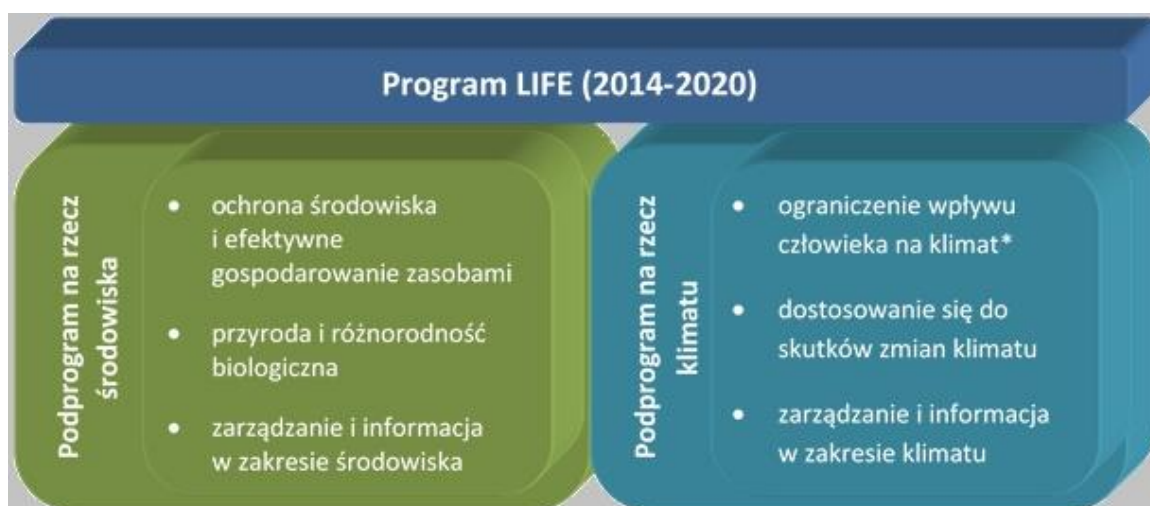 Program LIFE (2014-2020)
Podprogram na rzecz
środowiska
• ochrona środowiska
i efektywne
gospodarowanie zasobami
• przyroda i różnorodność
biologiczna
• zarządzanie i informacja
w zakresie środowiska
Podprogram na rzecz
klimatu
• ograniczenie wpływu
człowieka na klimat*
• dostosowanie się do
skutków zmian klimatu
• zarządzanie i informacja
w zakresie klimatu